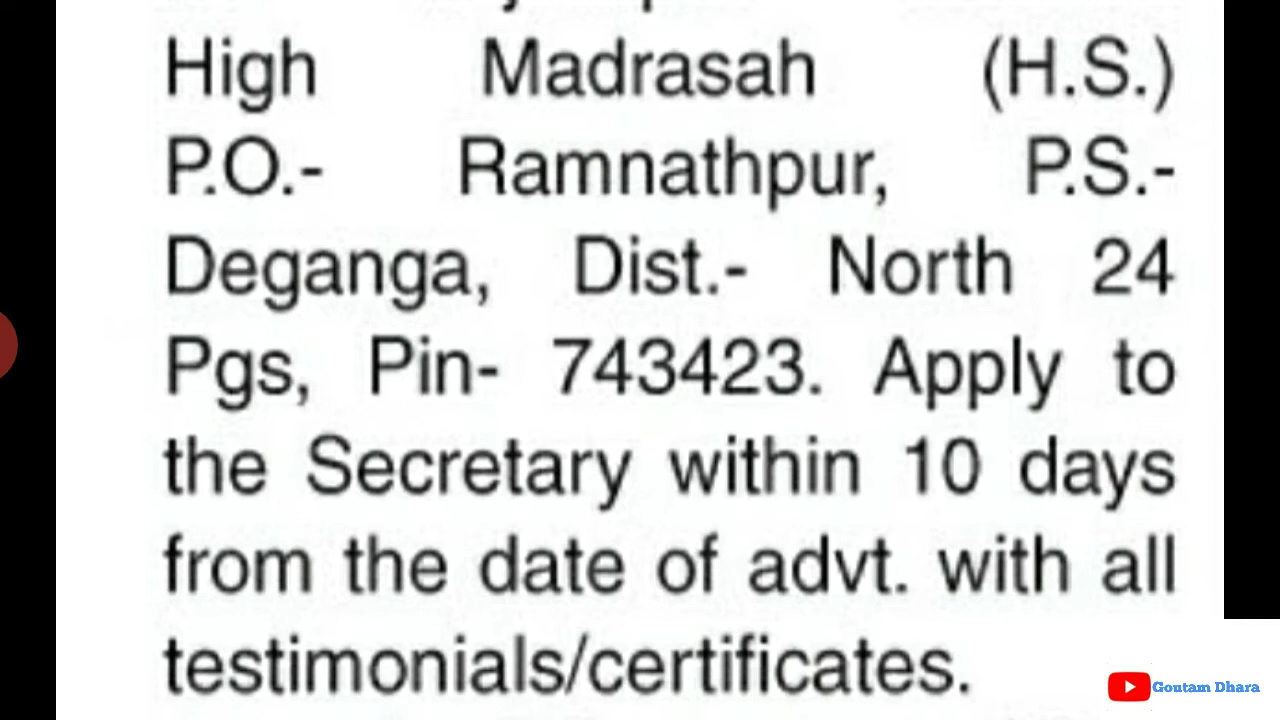 High Madrasah (H.S.)
P.O.- Ramnathpur, P.S.-
Deganga, Dist.- North 24
Pgs, Pin- 743423. Apply to
the Secretary within 10 days
from the date of advt. with all
testimonials/certificates.
Goutam Dhara